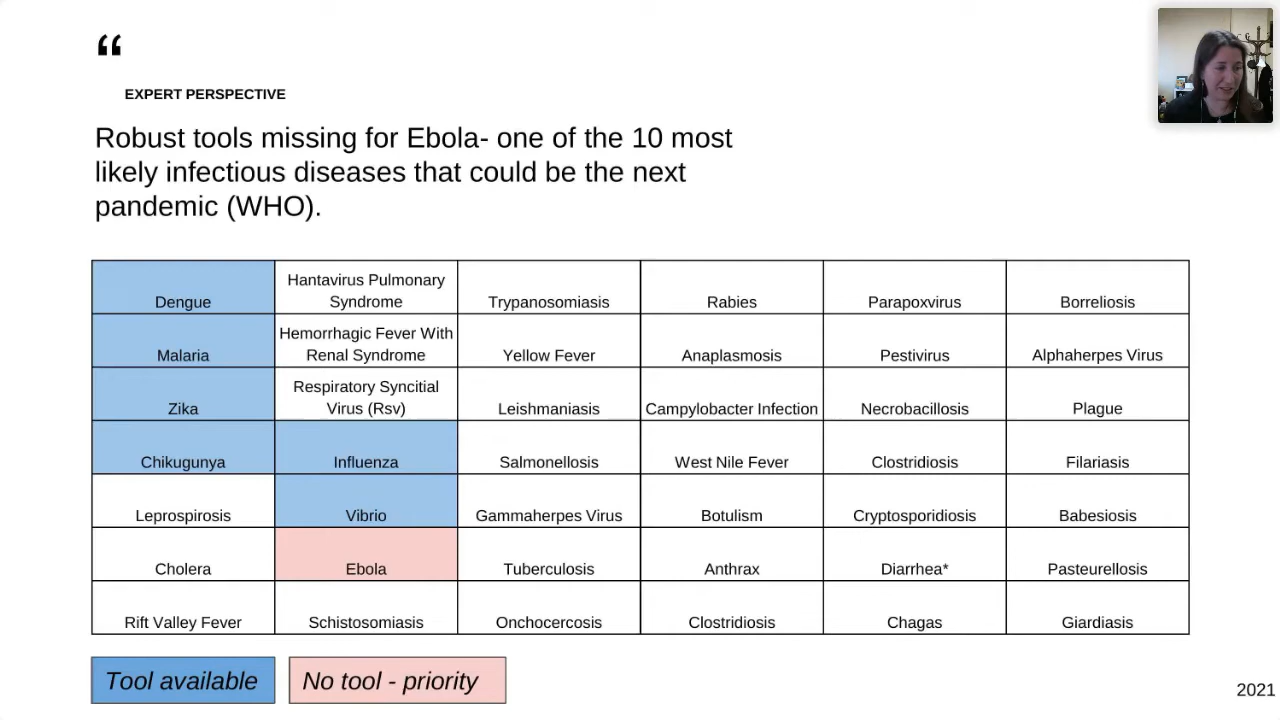 “
EXPERT PERSPECTIVE
Robust tools missing for Ebola- one of the 10 most
likely infectious diseases that could be the next
pandemic (WHO).
Dengue
Hantavirus Pulmonary
Syndrome
Trypanosomiasis
Rabies
Parapoxvirus
Borreliosis
Malaria
Hemorrhagic Fever With
Renal Syndrome
Yellow Fever
Anaplasmosis
Pestivirus
Alphaherpes Virus
Zika
Respiratory Syncitial
Virus (Rsv)
Leishmaniasis
Campylobacter Infection
Necrobacillosis
Plague
Chikugunya
Influenza
Salmonellosis
West Nile Fever
Clostridiosis
Filariasis
Leprospirosis
Vibrio
Gammaherpes Virus
Botulism
Cryptosporidiosis
Babesiosis
Cholera
Ebola
Tuberculosis
Anthrax
Diarrhea*
Pasteurellosis
Rift Valley Fever
Schistosomiasis
Onchocercosis
Clostridiosis
Chagas
Giardiasis
Tool available
No tool - priority
2021